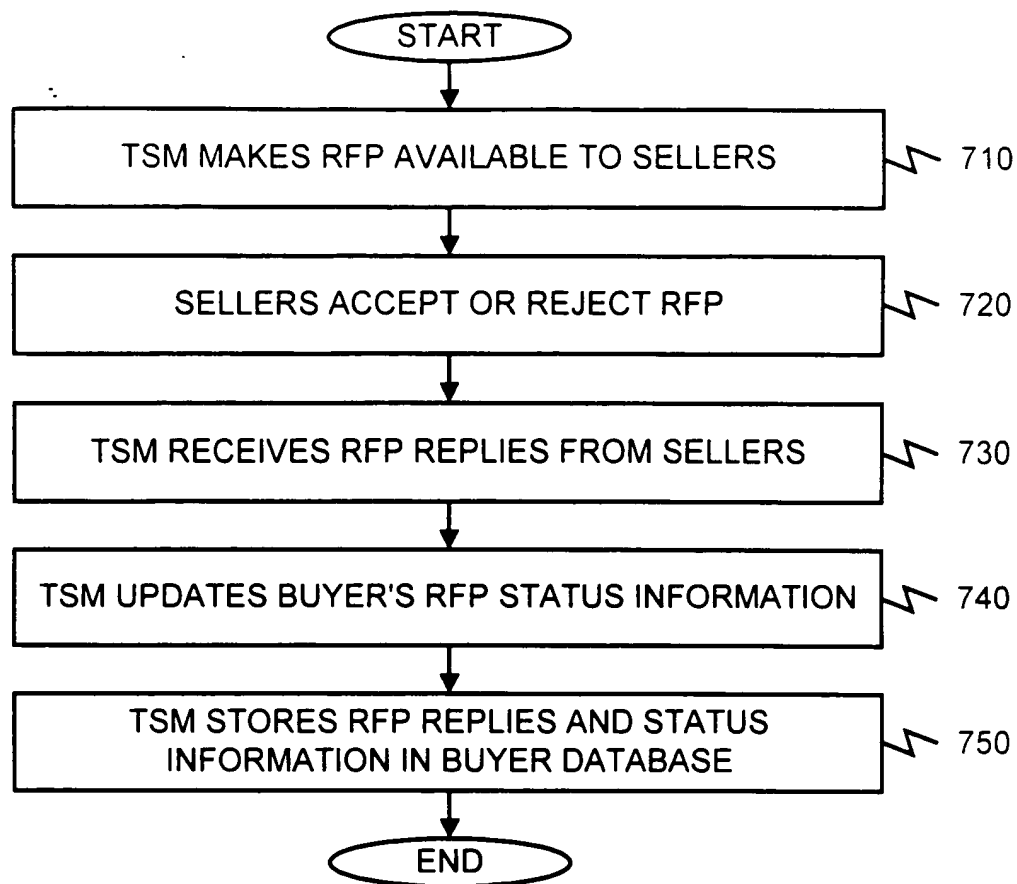 START
TSM MAKES RFP AVAILABLE TO SELLERS
710
SELLERS ACCEPT OR REJECT RFP
720
TSM RECEIVES RFP REPLIES FROM SELLERS
730
TSM UPDATES BUYER'S RFP STATUS INFORMATION
740
TSM STORES RFP REPLIES AND STATUS
INFORMATION IN BUYER DATABASE
750
END